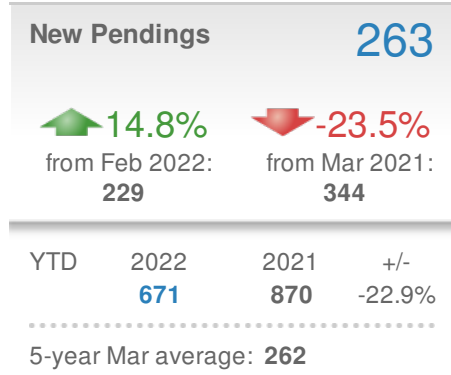 New Pendings 263
14.8% -23.5%
from Feb 2022: from Mar 2021:
229 344
YTD 2022 2021 +/-
671 870 -22.9%
5-year Mar average: 262